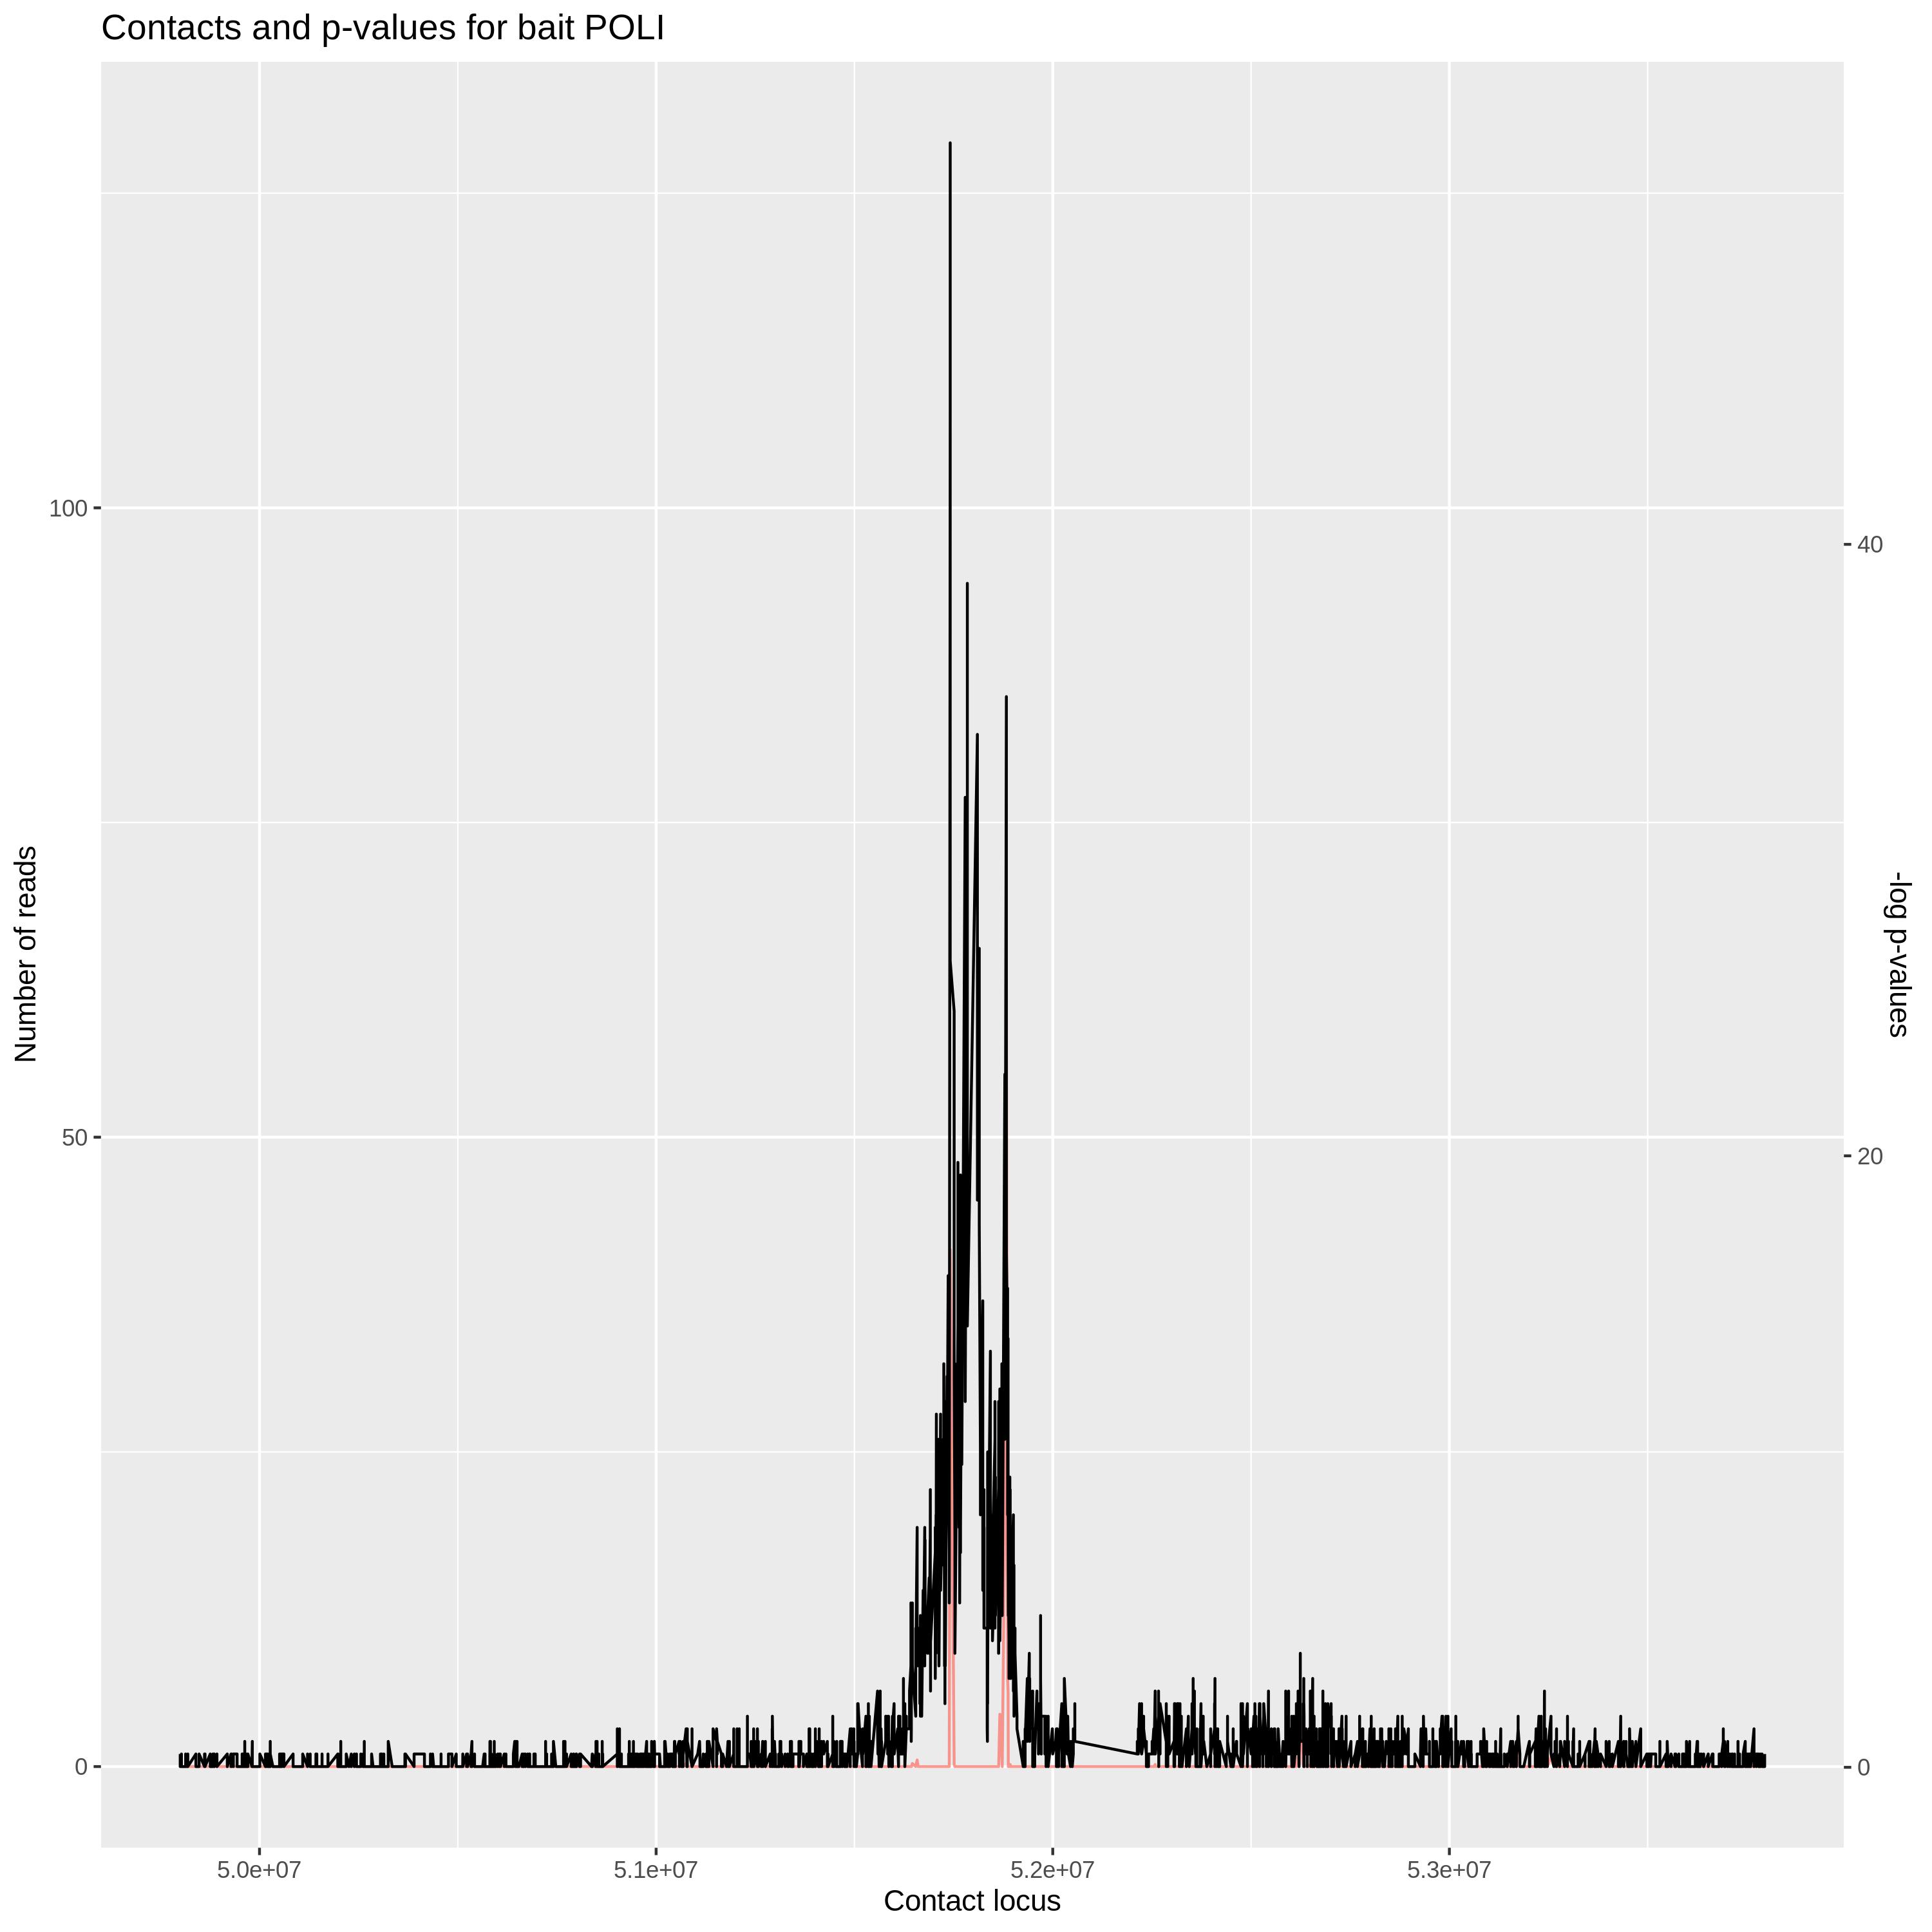 Contacts and p-values for bait POLI
100
50
0
Number of reads
40
20
0
-log p-values
5.0e+07 5.1e+07 5.2e+07 5.3e+07
Contact locus